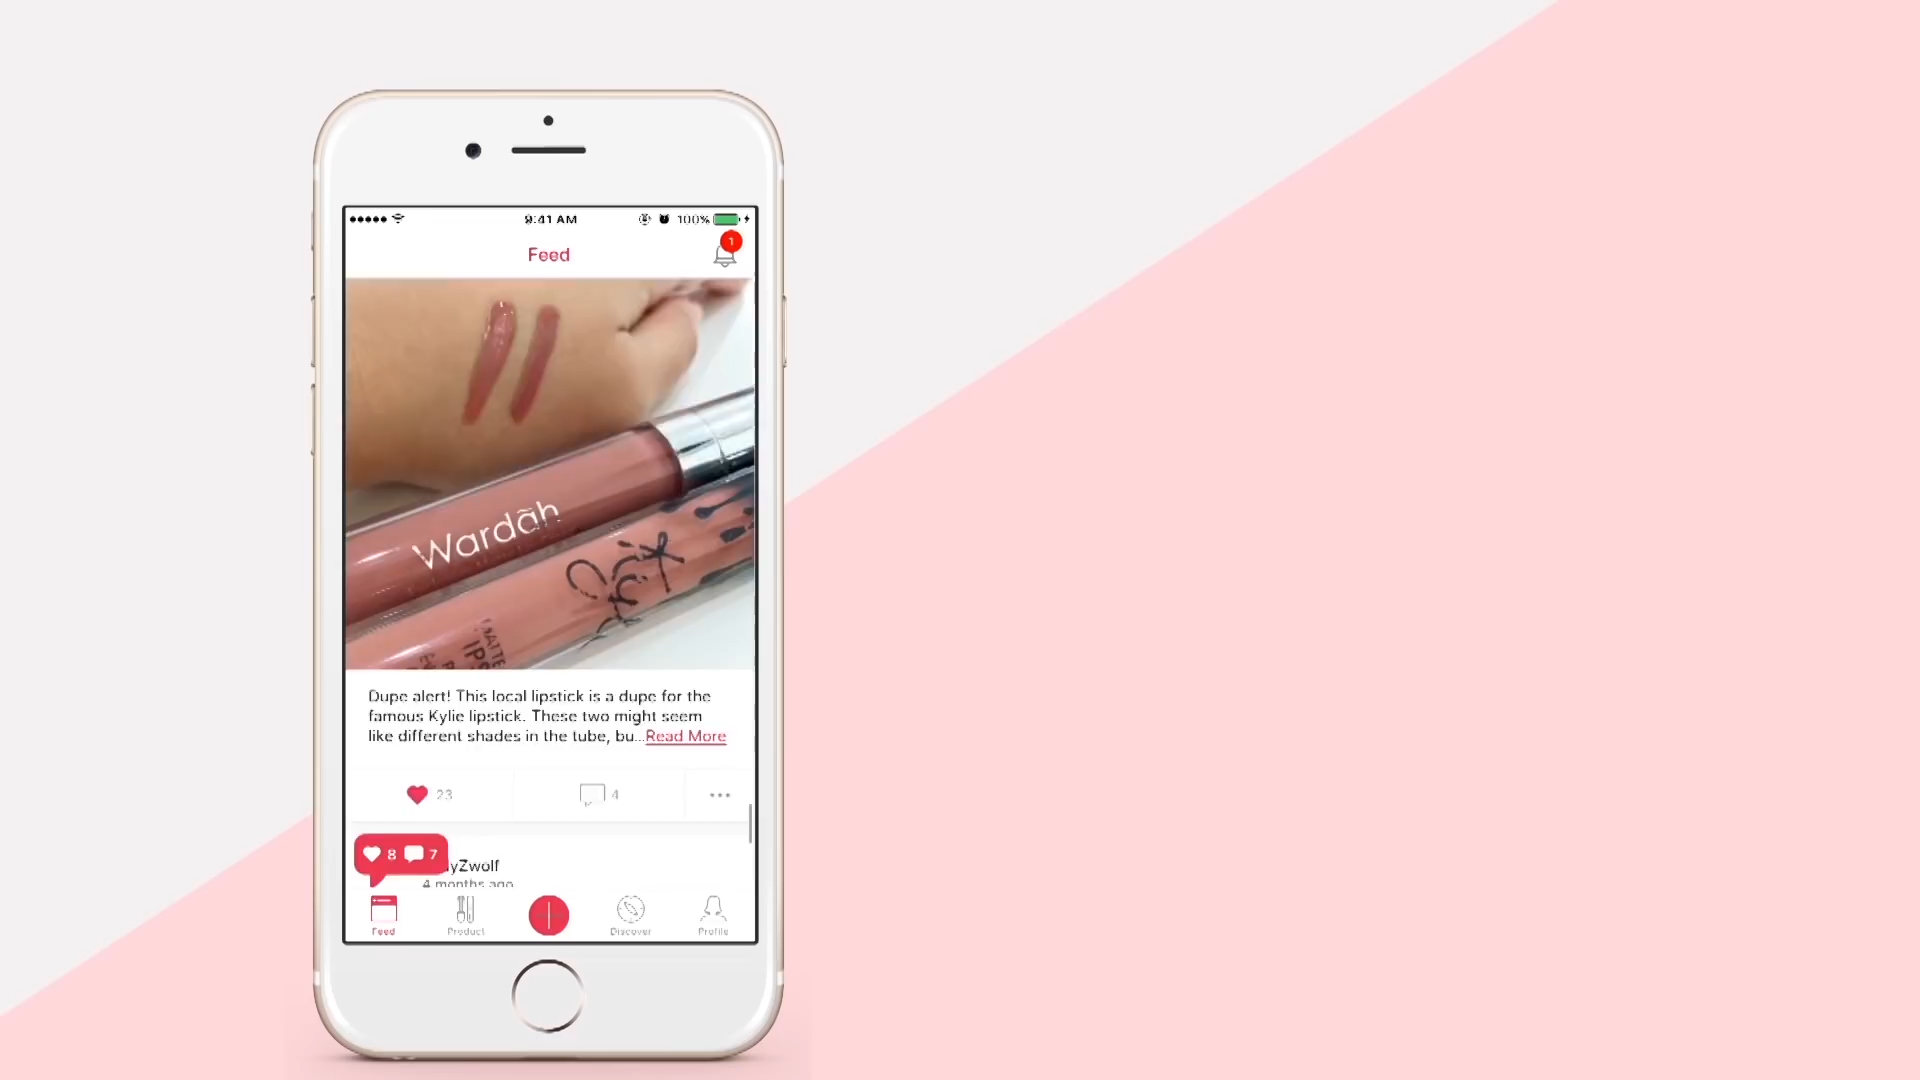 9:41 AM
100%
Feed
1
Wardah
MATTE
Dupe alert! This local lipstick is a dupe for the
famous Kylie lipstick. These two might seem
like different shades in the tube, bu...Read More
23
4
8
7
yZwolf
4 months ago
Feed
Product
Discover
Profile